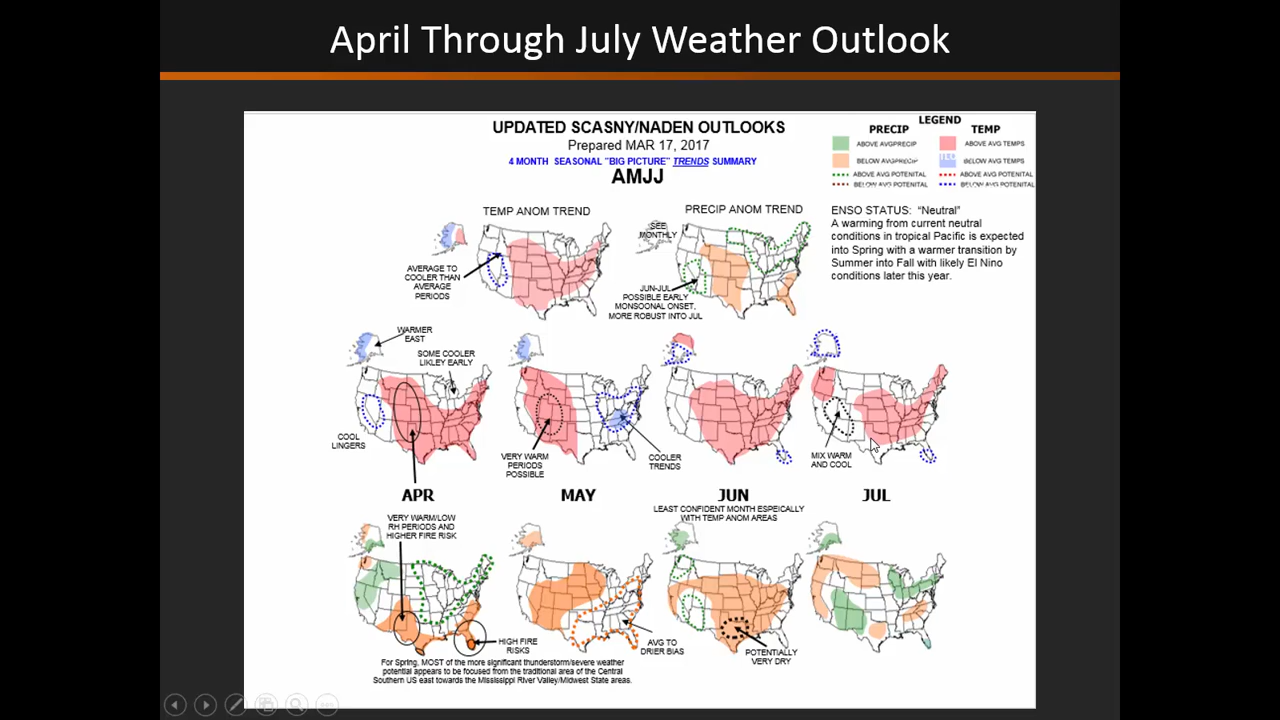 April Through July Weather Outlook
UPDATED SCASNY/NADEN OUTLOOKS
Prepared MAR 17, 2017
4 MONTH SEASONAL "BIG PICTURE" TRENDS SUMMARY
AMJJ
LEGEND
PRECIP TEMP
ABOVE AVGPRECIP ABOVE AVG TEMPS
BELOW AVGPRECIP BELOW AVG TEMPS
ABOVE AVG POTENITAL ABOVE AVG POTENITAL
BELOW AVG POTENITAL BELOW AVG POTENITAL
TEMP ANOM TREND
PRECIP ANOM TREND
SEE
MONTHLY
AVERAGE TO
COOLER THAN
AVERAGE
PERIODS
JUN-JUL
POSSIBLE EARLY
MONSOONAL ONSET,
MORE ROBUST INTO JUL
ENSO STATUS: "Neutral"
A warming from current neutral
conditions in tropical Pacific is expected
into Spring with a warmer transition by
Summer into Fall with likely El Nino
conditions later this year.
WARMER
EAST
SOME COOLER
LIKLEY EARLY
COOL
LINGERS
VERY WARM
PERIODS
POSSIBLE
COOLER
TRENDS
MIX WARM
AND COOL
APR MAY JUN JUL
LEAST CONFIDENT MONTH ESPEICALLY
WITH TEMP ANOM AREAS
VERY WARM/LOW
RH PERIODS AND
HIGHER FIRE RISK
HIGH FIRE
RISKS
AVG TO
DRIER BIAS
POTENTIALLY
VERY DRY
For Spring, MOST of the more significant thunderstorm/severe weather
potential appears to be focused from the traditional area of the Central
Southern US east towards the Mississippi River Valley/Midwest State areas.